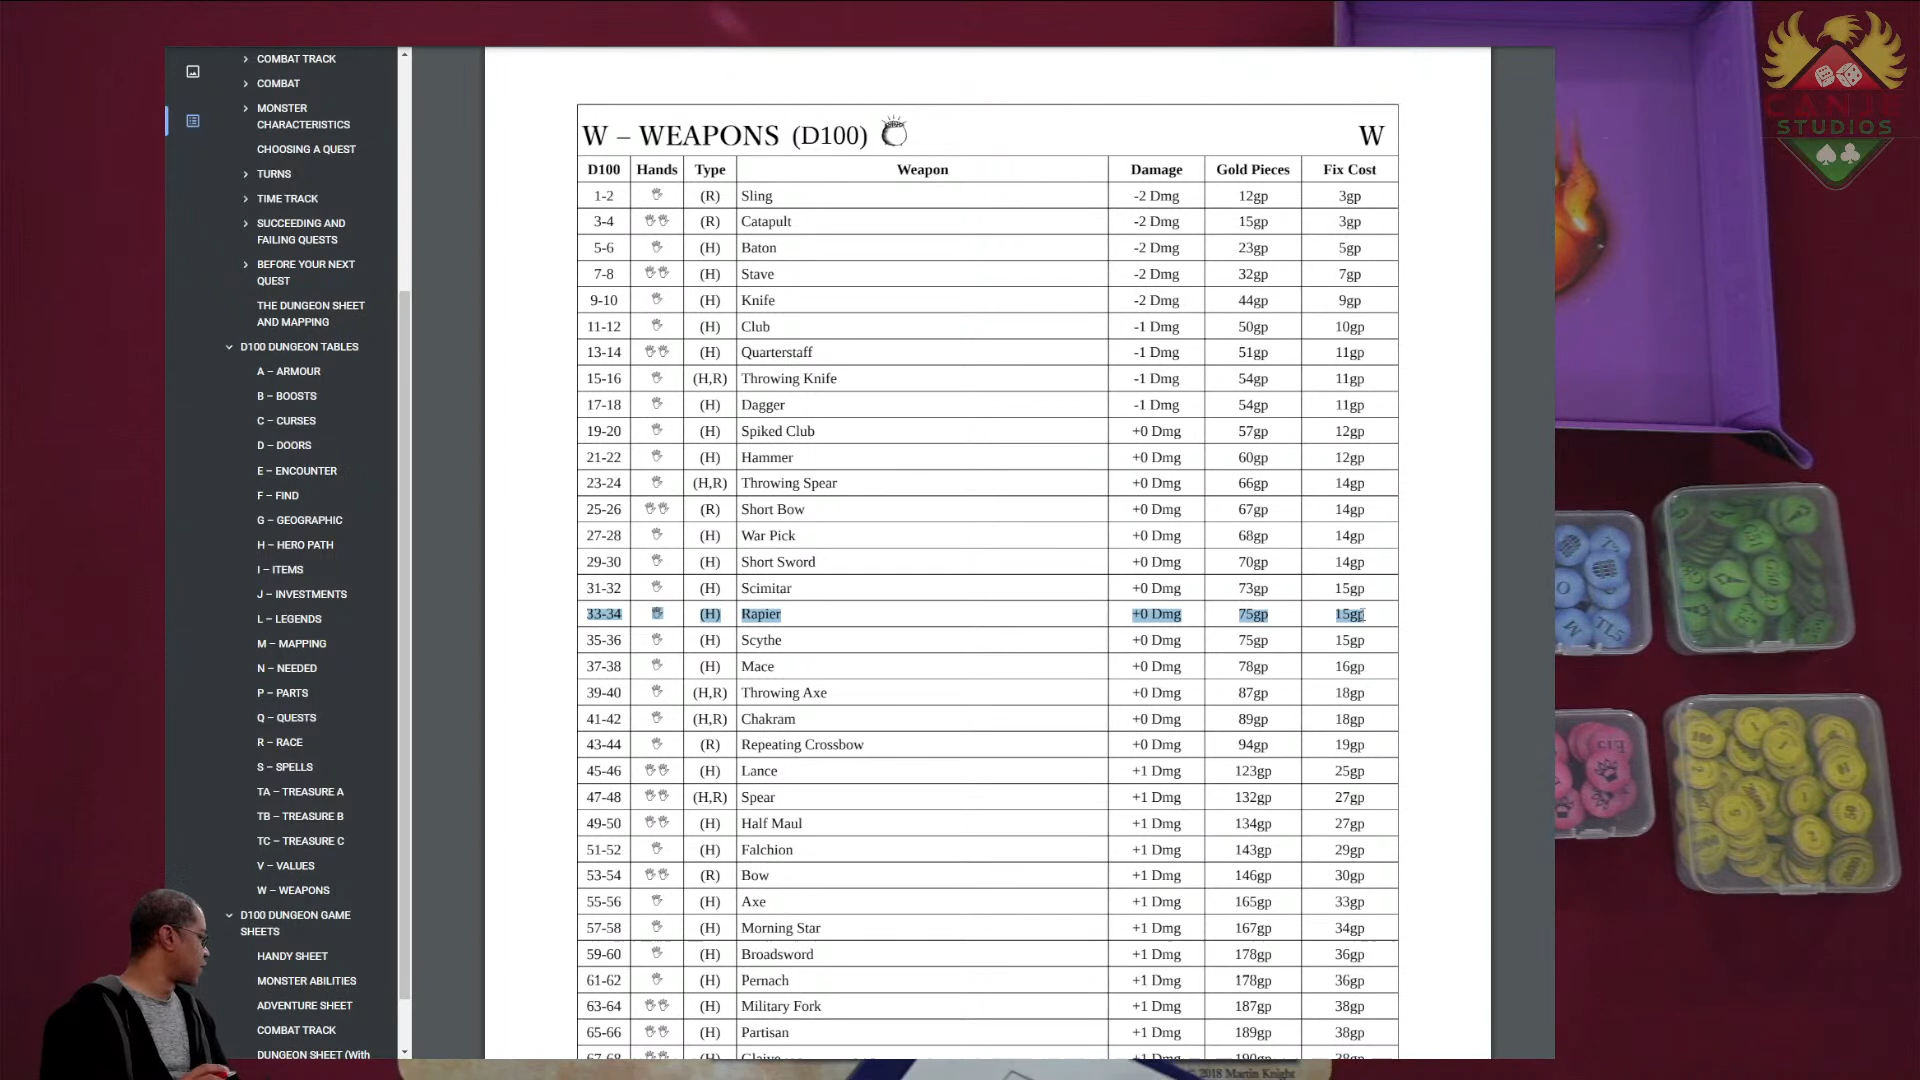 COMBAT TRACK
COMBAT
MONSTER
CHARACTERISTICS
CHOOSING A QUEST
TURNS
TIME TRACK
SUCCEEDING AND
FAILING QUESTS
BEFORE YOUR NEXT
QUEST
THE DUNGEON SHEET
AND MAPPING
D100 DUNGEON TABLES
A – ARMOUR
B – BOOSTS
C – CURSES
D – DOORS
E – ENCOUNTER
F – FIND
G – GEOGRAPHIC
H – HERO PATH
I – ITEMS
J – INVESTMENTS
L – LEGENDS
M – MAPPING
N – NEEDED
P – PARTS
Q – QUESTS
R – RACE
S – SPELLS
TA – TREASURE A
TB – TREASURE B
TC – TREASURE C
V – VALUES
W – WEAPONS
D100 DUNGEON GAME
SHEETS
HANDY SHEET
MONSTER ABILITIES
ADVENTURE SHEET
COMBAT TRACK
DUNGEON SHEET (With
W – WEAPONS (D100) W
D100 Hands Type Weapon Damage Gold Pieces Fix Cost
1-2 (R) Sling -2 Dmg 12gp 3gp
3-4 (R) Catapult -2 Dmg 15gp 3gp
5-6 (H) Baton -2 Dmg 23gp 5gp
7-8 (H) Stave -2 Dmg 32gp 7gp
9-10 (H) Knife -2 Dmg 44gp 9gp
11-12 (H) Club -1 Dmg 50gp 10gp
13-14 (H) Quarterstaff -1 Dmg 51gp 11gp
15-16 (H,R) Throwing Knife -1 Dmg 54gp 11gp
17-18 (H) Dagger -1 Dmg 54gp 11gp
19-20 (H) Spiked Club +0 Dmg 57gp 12gp
21-22 (H) Hammer +0 Dmg 60gp 12gp
23-24 (H,R) Throwing Spear +0 Dmg 66gp 14gp
25-26 (R) Short Bow +0 Dmg 67gp 14gp
27-28 (H) War Pick +0 Dmg 68gp 14gp
29-30 (H) Short Sword +0 Dmg 70gp 14gp
31-32 (H) Scimitar +0 Dmg 73gp 15gp
33-34 (H) Rapier +0 Dmg 75gp 15gp
35-36 (H) Scythe +0 Dmg 75gp 15gp
37-38 (H) Mace +0 Dmg 78gp 16gp
39-40 (H,R) Throwing Axe +0 Dmg 87gp 18gp
41-42 (H,R) Chakram +0 Dmg 89gp 18gp
43-44 (R) Repeating Crossbow +0 Dmg 94gp 19gp
45-46 (H) Lance +1 Dmg 123gp 25gp
47-48 (H,R) Spear +1 Dmg 132gp 27gp
49-50 (H) Half Maul +1 Dmg 134gp 27gp
51-52 (H) Falchion +1 Dmg 143gp 29gp
53-54 (R) Bow +1 Dmg 146gp 30gp
55-56 (H) Axe +1 Dmg 165gp 33gp
57-58 (H) Morning Star +1 Dmg 167gp 34gp
59-60 (H) Broadsword +1 Dmg 178gp 36gp
61-62 (H) Pernach +1 Dmg 178gp 36gp
63-64 (H) Military Fork +1 Dmg 187gp 38gp
65-66 (H) Partisan +1 Dmg 189gp 38gp
67-68 (H) Glaive +1 Dmg 190gp 38gp
CANJE
STUDIOS
W
TL5
2018 Martin Knight